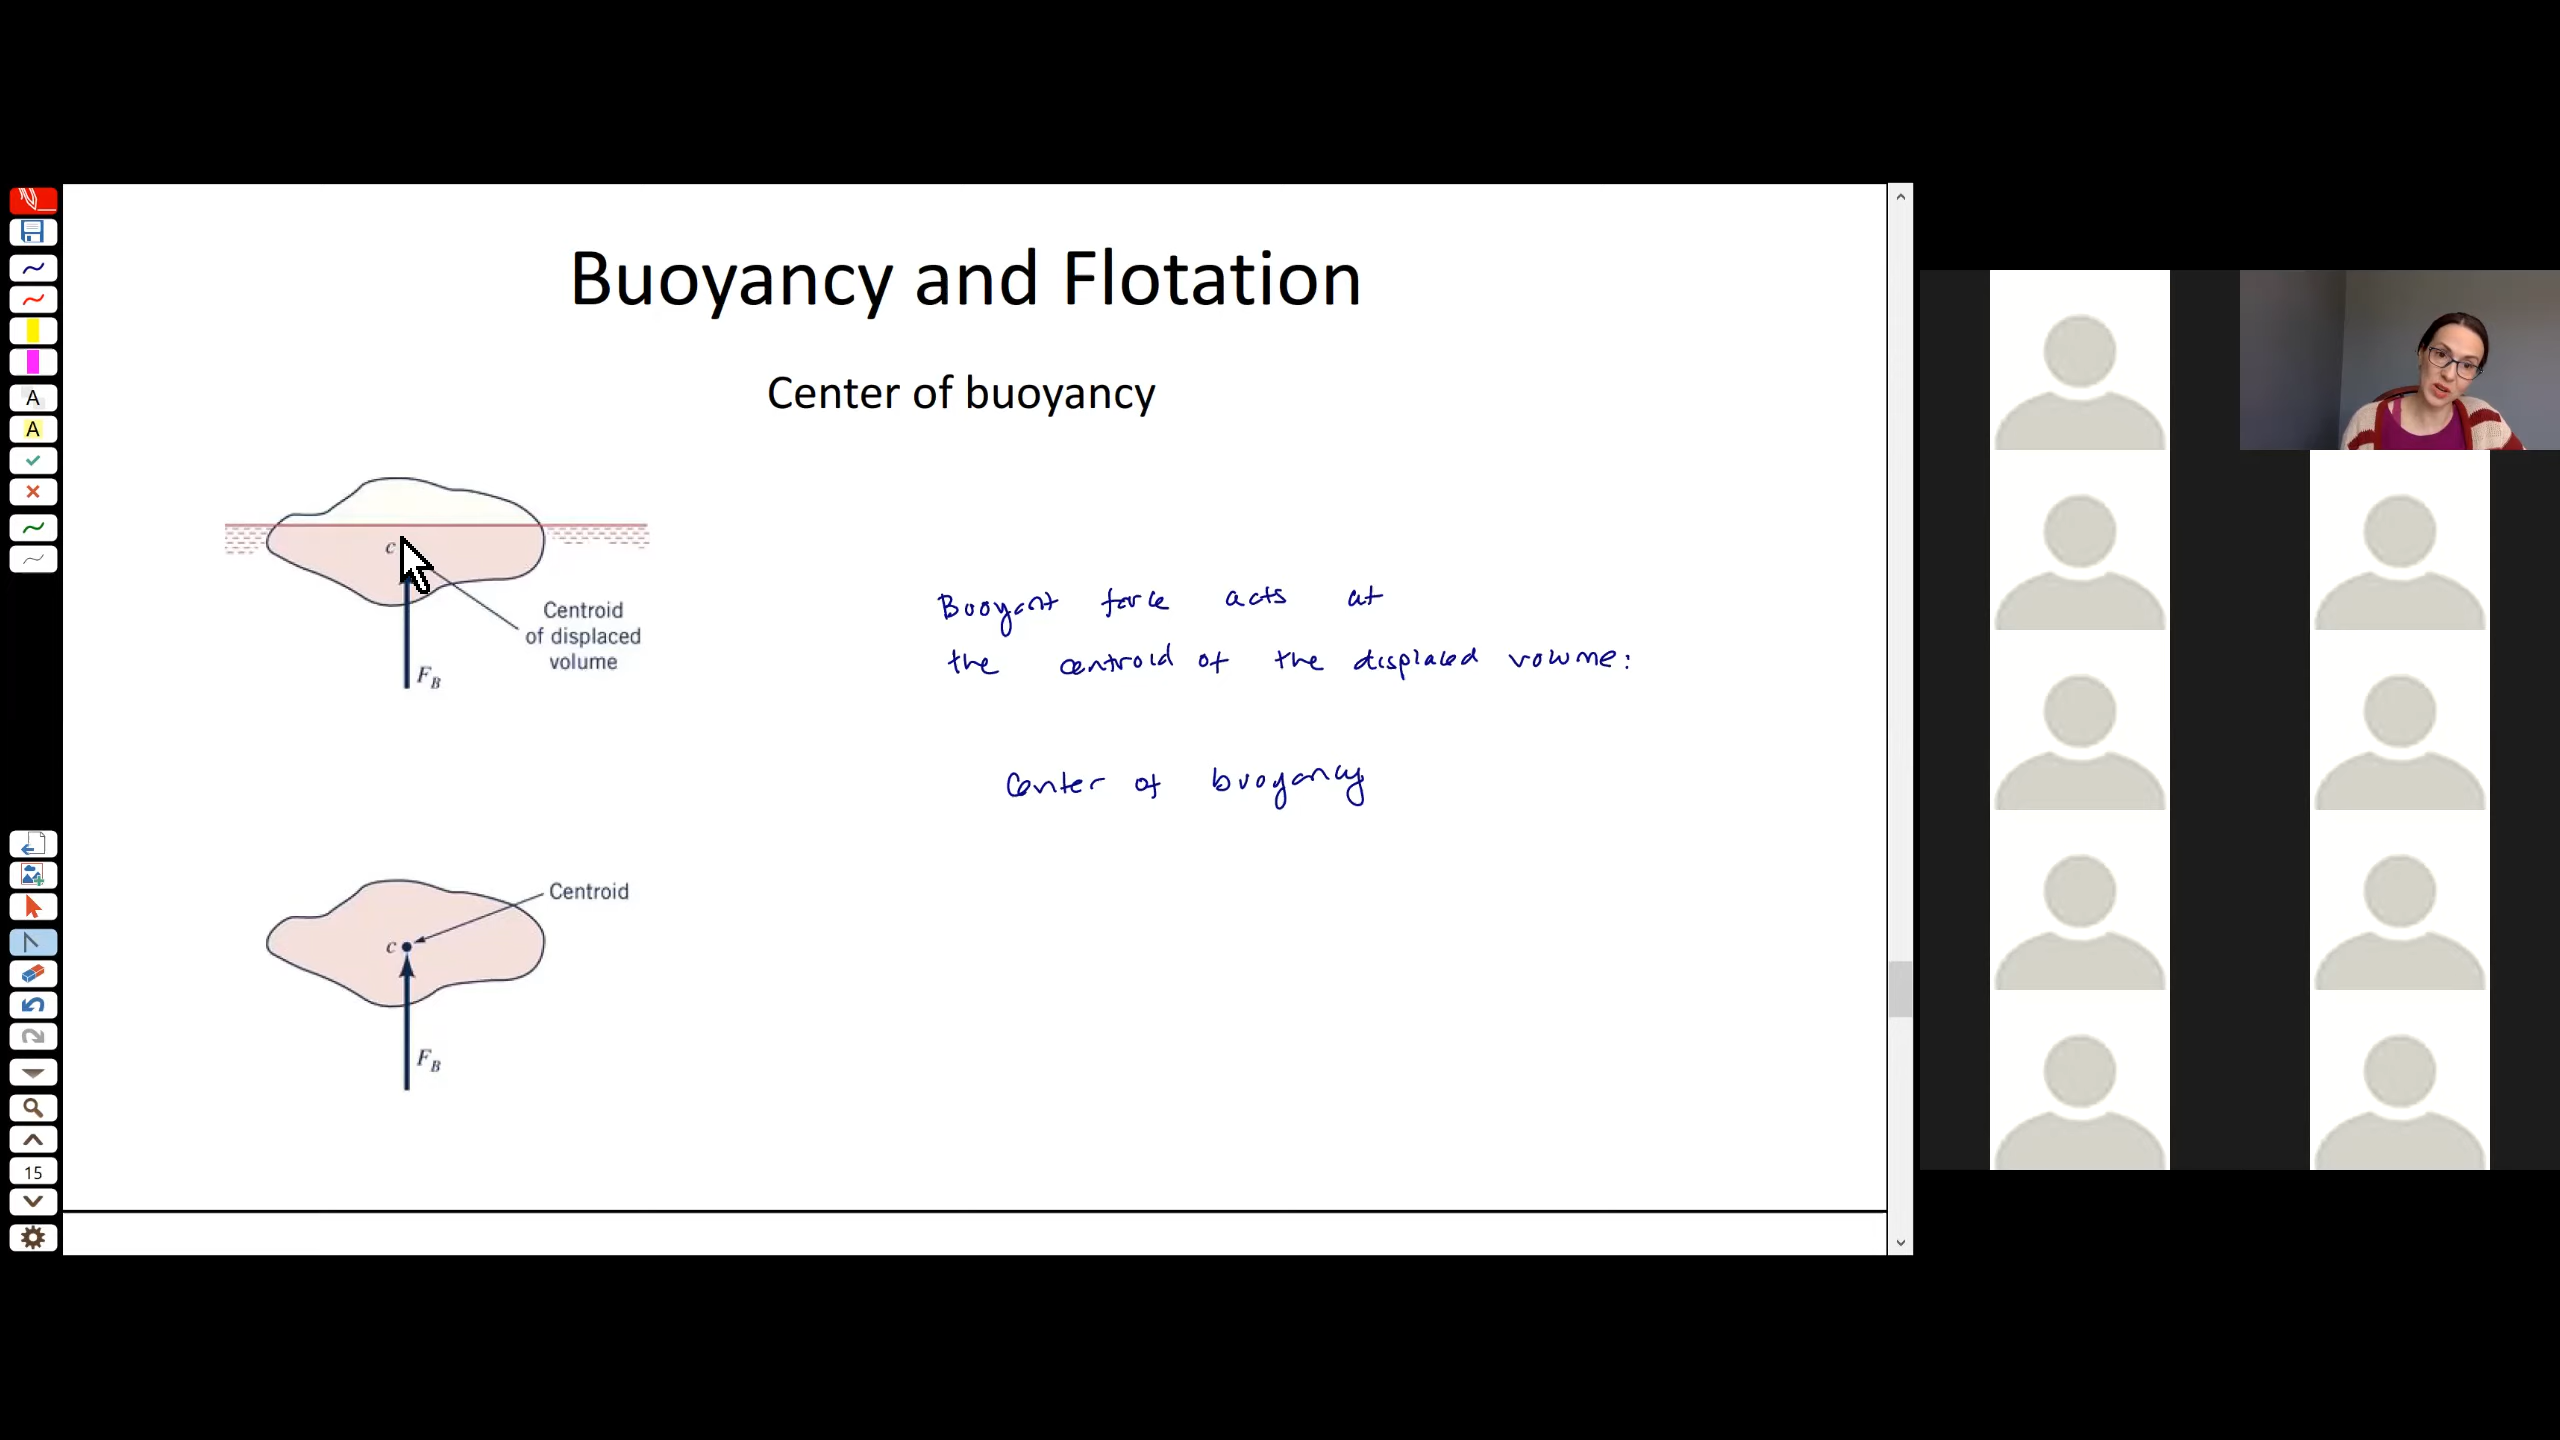 Buoyancy and Flotation
Center of buoyancy
c
Centroid
of displaced
volume
F_B
Buoyant force acts at
the centroid of the displaced volume:
Center of buoyancy
Centroid
c
F_B
A
A
15